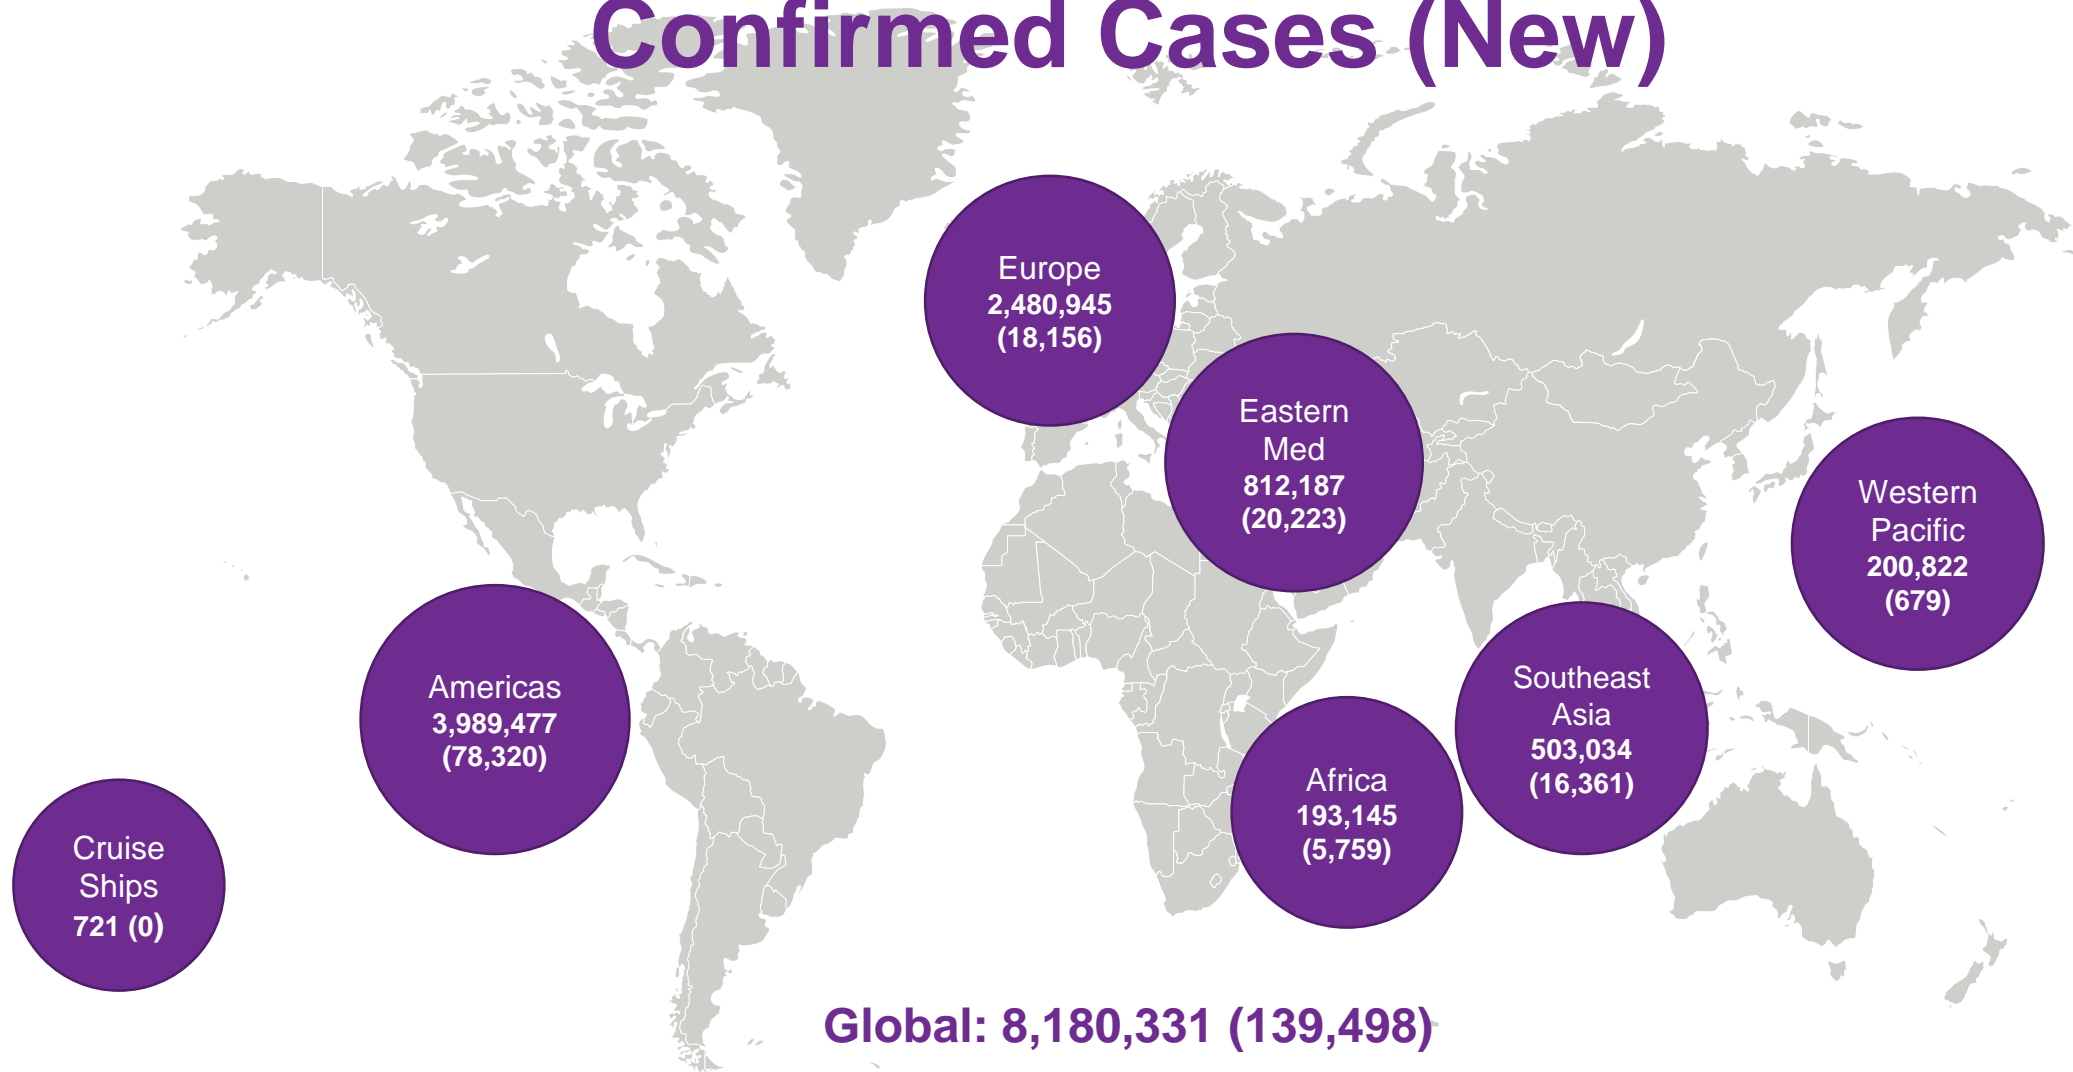 Confirmed Cases (New)
Europe
2,480,945
(18,156)
Eastern
Med
812,187
(20,223)
Western
Pacific
200,822
(679)
Americas
3,989,477
(78,320)
Southeast
Asia
503,034
(16,361)
Africa
193,145
(5,759)
Cruise
Ships
721 (0)
Global: 8,180,331 (139,498)